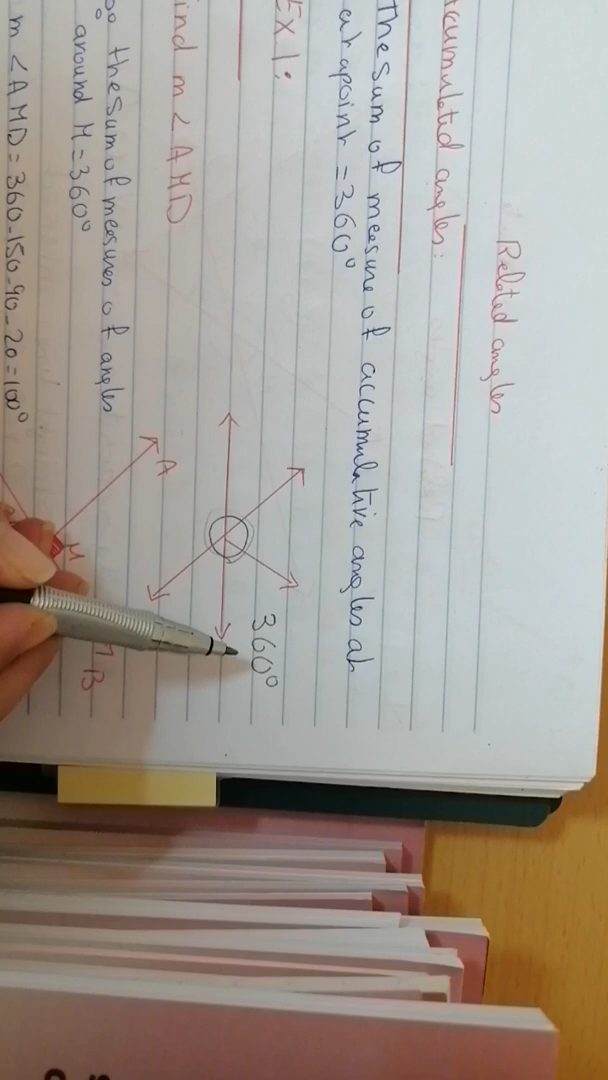 Related angles
ccumulated angles:
The sum of measure of accumulative angles at
at a point = 360°
Ex. 1:
360°
ind m < AMD
A
the sum of measures of angles
around M = 360°
M
B
m < AMD = 360-150-90-20=100°